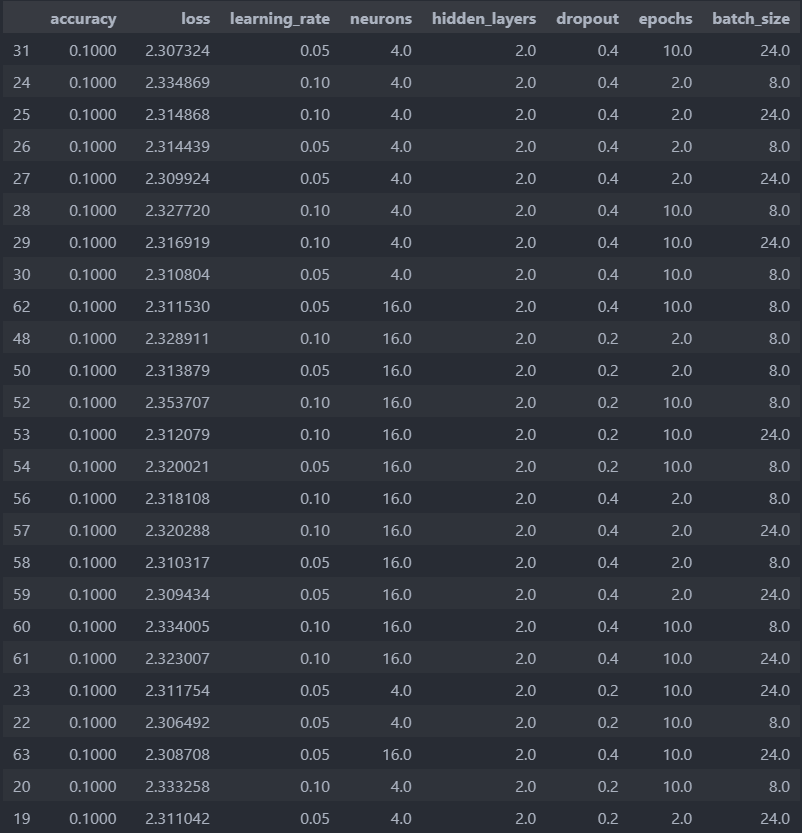 accuracy loss learning_rate neurons hidden_layers dropout epochs batch_size
31 0.1000 2.307324 0.05 4.0 2.0 0.4 10.0 24.0
24 0.1000 2.334869 0.10 4.0 2.0 0.4 2.0 8.0
25 0.1000 2.314868 0.10 4.0 2.0 0.4 2.0 24.0
26 0.1000 2.314439 0.05 4.0 2.0 0.4 2.0 8.0
27 0.1000 2.309924 0.05 4.0 2.0 0.4 2.0 24.0
28 0.1000 2.327720 0.10 4.0 2.0 0.4 10.0 8.0
29 0.1000 2.316919 0.10 4.0 2.0 0.4 10.0 24.0
30 0.1000 2.310804 0.05 4.0 2.0 0.4 10.0 8.0
62 0.1000 2.311530 0.05 16.0 2.0 0.4 10.0 8.0
48 0.1000 2.328911 0.10 16.0 2.0 0.2 2.0 8.0
50 0.1000 2.313879 0.05 16.0 2.0 0.2 2.0 8.0
52 0.1000 2.353707 0.10 16.0 2.0 0.2 10.0 8.0
53 0.1000 2.312079 0.10 16.0 2.0 0.2 10.0 24.0
54 0.1000 2.320021 0.05 16.0 2.0 0.2 10.0 8.0
56 0.1000 2.318108 0.10 16.0 2.0 0.4 2.0 8.0
57 0.1000 2.320288 0.10 16.0 2.0 0.4 2.0 24.0
58 0.1000 2.310317 0.05 16.0 2.0 0.4 2.0 8.0
59 0.1000 2.309434 0.05 16.0 2.0 0.4 2.0 24.0
60 0.1000 2.334005 0.10 16.0 2.0 0.4 10.0 8.0
61 0.1000 2.323007 0.10 16.0 2.0 0.4 10.0 24.0
23 0.1000 2.311754 0.05 4.0 2.0 0.2 10.0 24.0
22 0.1000 2.306492 0.05 4.0 2.0 0.2 10.0 8.0
63 0.1000 2.308708 0.05 16.0 2.0 0.4 10.0 24.0
20 0.1000 2.333258 0.10 4.0 2.0 0.2 10.0 8.0
19 0.1000 2.311042 0.05 4.0 2.0 0.2 2.0 24.0